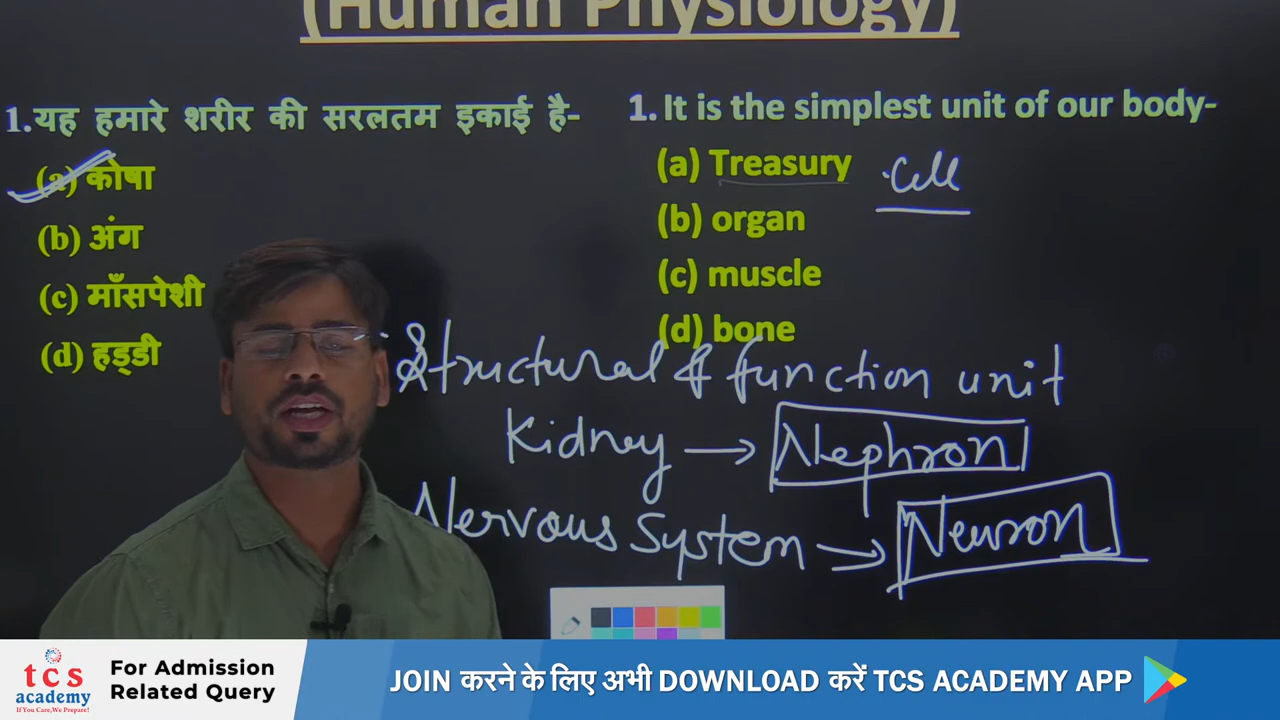 (Human Physiology)
1.यह हमारे शरीर की सरलतम इकाई है-
(a) कोषा
(b) अंग
(c) माँसपेशी
(d) हड्डी
1. It is the simplest unit of our body-
(a) Treasury Cell
(b) organ
(c) muscle
(d) bone
Structural & function unit
Kidney → Nephron
Nervous System → Neuron
tcs
academy
If You Care, We Prepare!
For Admission
Related Query
JOIN करने के लिए अभी DOWNLOAD करें TCS ACADEMY APP